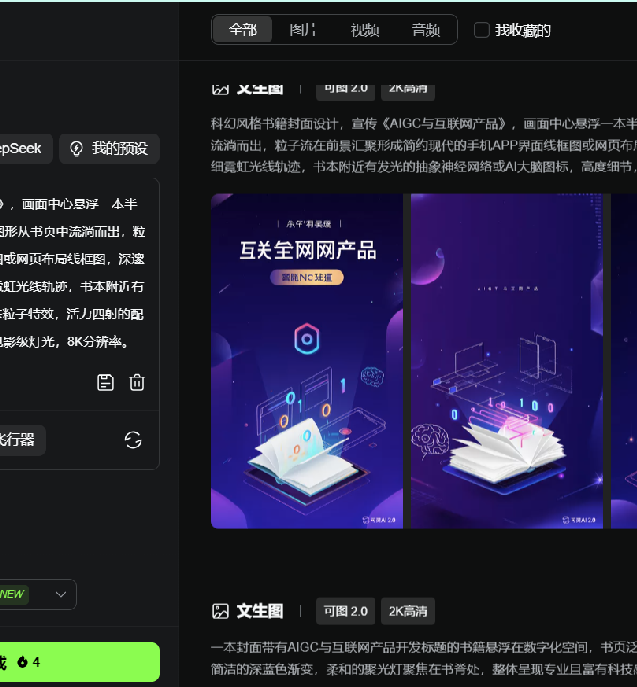 全部 图片 视频 音频 我收藏的
文生图 | 可图 2.0 2K高清
科幻风格书籍封面设计，宣传《AIGC与互联网产品》，画面中心悬浮一本半
流淌而出，粒子流在前景汇聚形成简约现代的手机APP界面线框图或网页布局
细霓虹光线轨迹，书本附近有发光的抽象神经网络或AI大脑图标，高度细节，
epSeek 我的预设
》，画面中心悬浮一本半
图形从书页中流淌而出，粒
图或网页布局线框图，深邃
霓虹光线轨迹，书本附近有
粒子特效，活力四射的配
电影级灯光，8K分辨率。
飞行器
互关全网网产品
可灵AI 2.0
可灵AI 2.0
NEW
成 4
文生图 | 可图 2.0 2K高清
一本封面带有AIGC与互联网产品开发标题的书籍悬浮在数字化空间，书页泛
简洁的深蓝色渐变，柔和的聚光灯聚焦在书脊处，整体呈现专业且富有科技